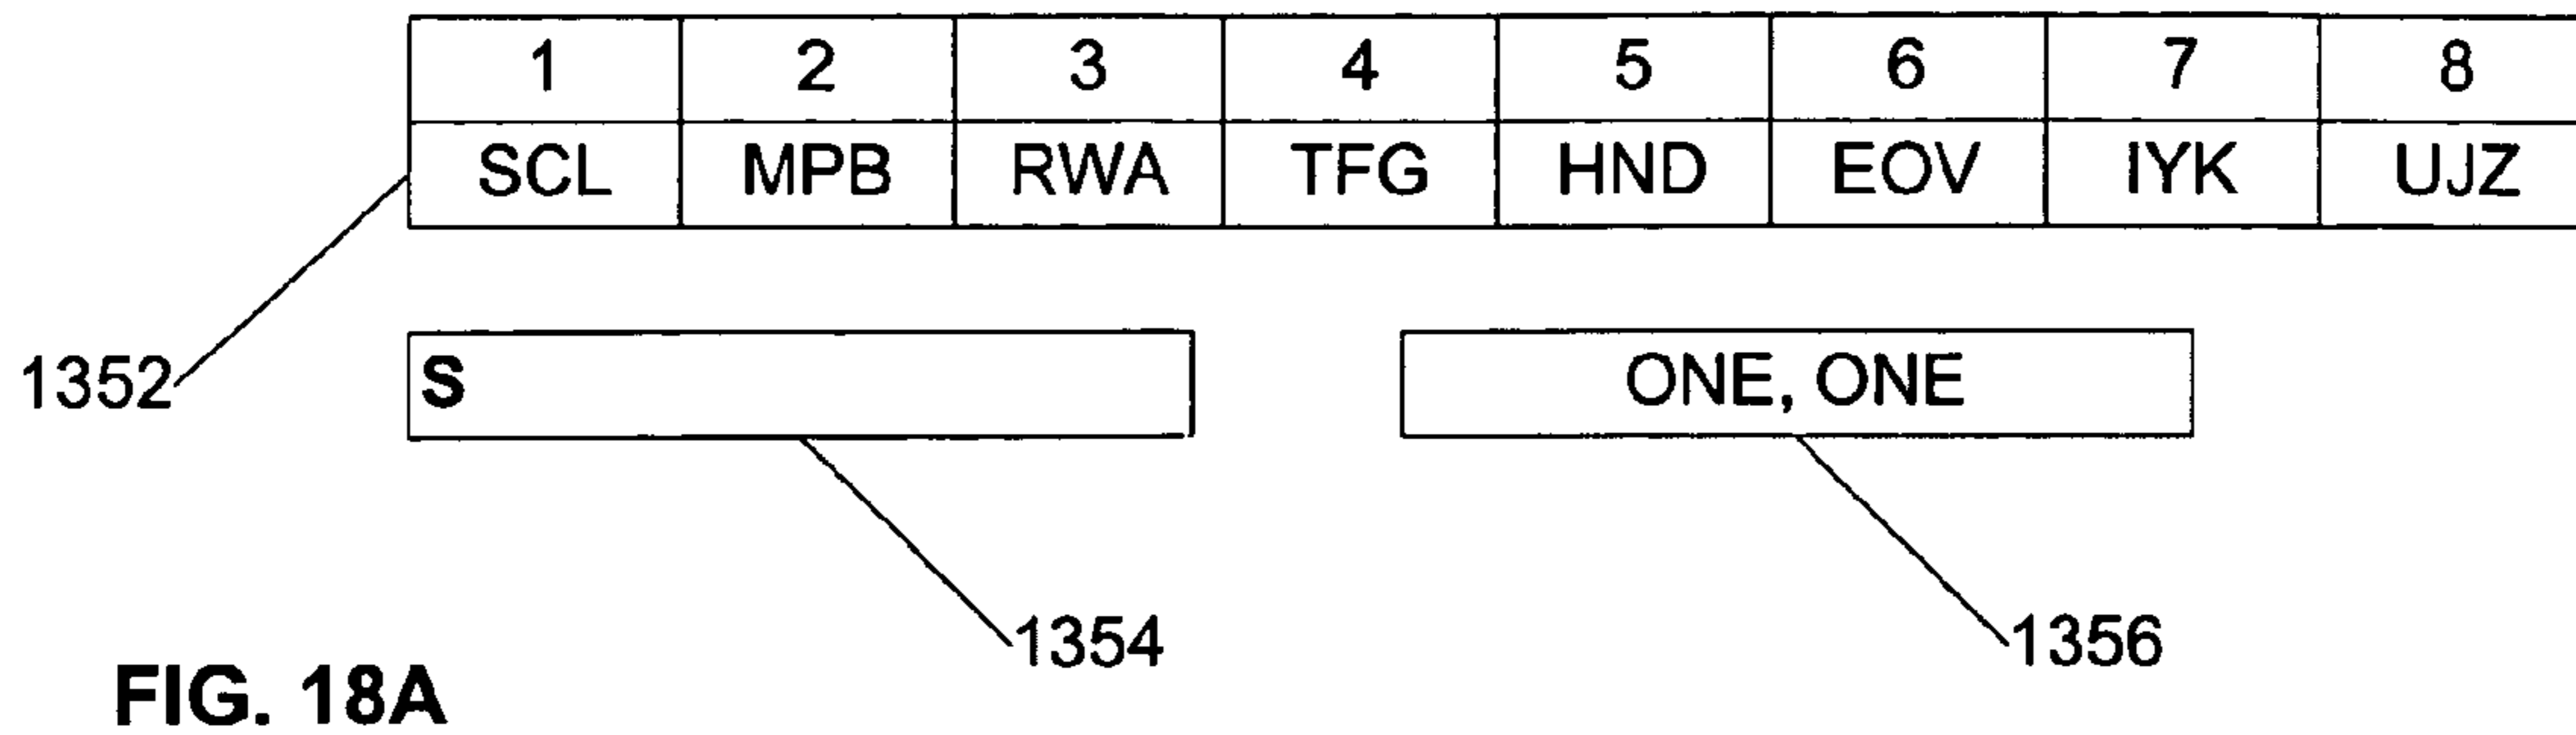 1 2 3 4 5 6 7 8
SCL MPB RWA TFG HND EOV IYK UJZ
1352 S ONE, ONE
1354 1356
FIG. 18A